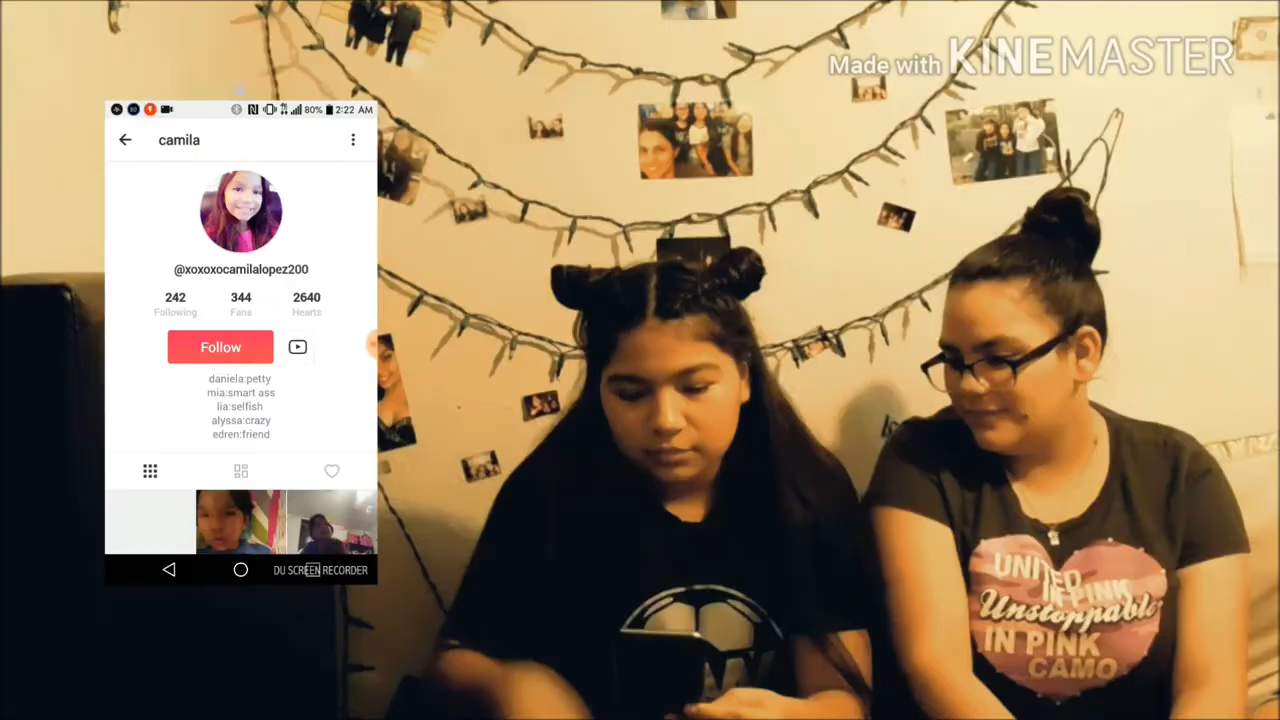 Made with KINEMASTER
80% 2:22 AM
camila
@xoxoxocamilalopez200
242 344 2640
Following Fans Hearts
Follow
daniela:petty
mia:smart ass
lia:selfish
alyssa:crazy
edren:friend
DU SCREEN RECORDER
UNITED
IN PINK
Unstoppable
IN PINK
CAMO